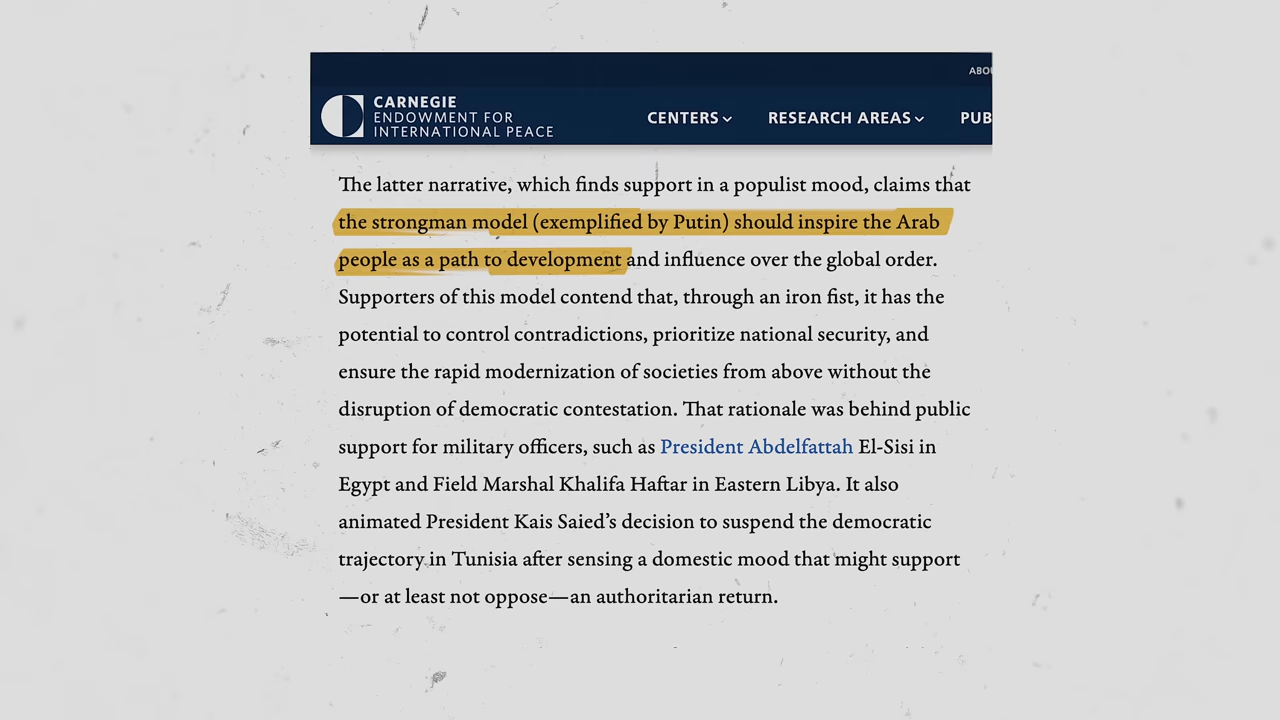 ABOU
CARNEGIE
ENDOWMENT FOR
INTERNATIONAL PEACE
CENTERS
RESEARCH AREAS
PUB
The latter narrative, which finds support in a populist mood, claims that
the strongman model (exemplified by Putin) should inspire the Arab
people as a path to development and influence over the global order.
Supporters of this model contend that, through an iron fist, it has the
potential to control contradictions, prioritize national security, and
ensure the rapid modernization of societies from above without the
disruption of democratic contestation. That rationale was behind public
support for military officers, such as President Abdelfattah El-Sisi in
Egypt and Field Marshal Khalifa Haftar in Eastern Libya. It also
animated President Kais Saied’s decision to suspend the democratic
trajectory in Tunisia after sensing a domestic mood that might support
—or at least not oppose—an authoritarian return.